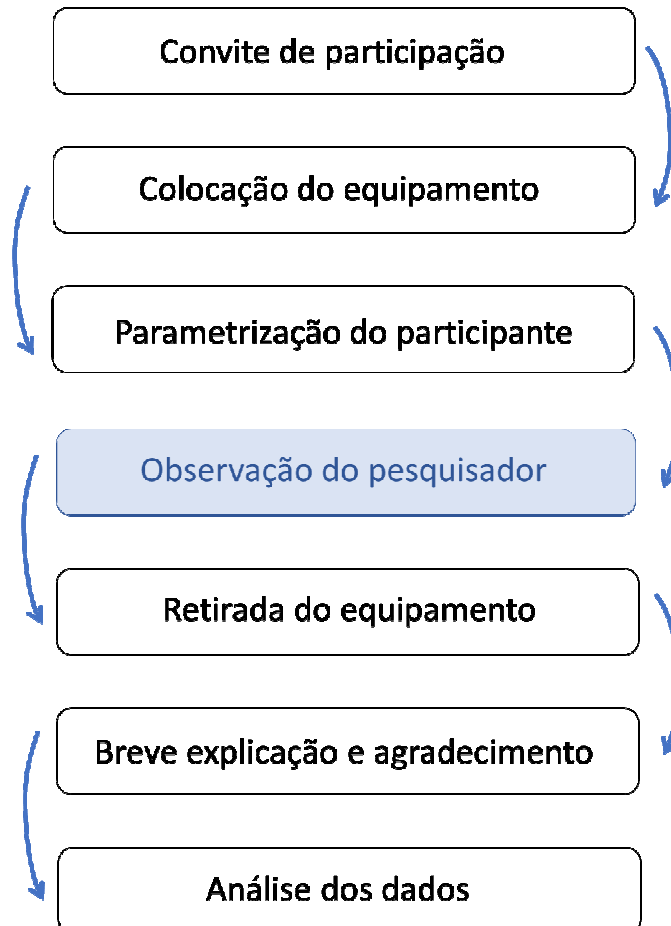 Convite de participação
Colocação do equipamento
Parametrização do participante
Observação do pesquisador
Retirada do equipamento
Breve explicação e agradecimento
Análise dos dados